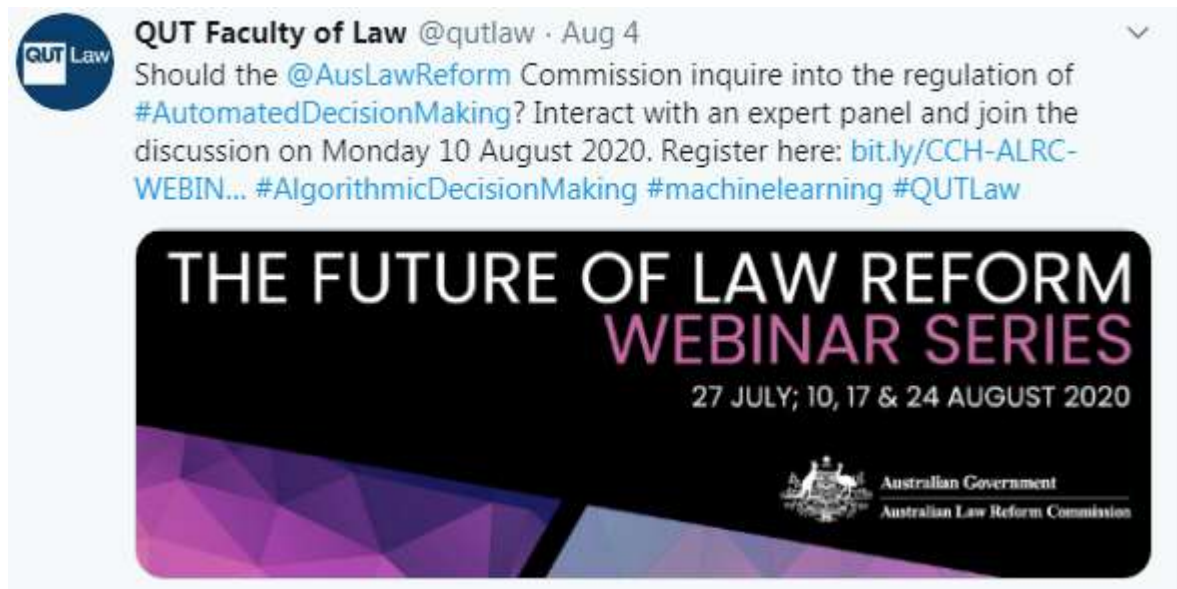 QUT Law
QUT Faculty of Law @qutlaw · Aug 4
Should the @AusLawReform Commission inquire into the regulation of
#AutomatedDecisionMaking? Interact with an expert panel and join the
discussion on Monday 10 August 2020. Register here: bit.ly/CCH-ALRC-
WEBIN... #AlgorithmicDecisionMaking #machinelearning #QUTLaw
THE FUTURE OF LAW REFORM
WEBINAR SERIES
27 JULY; 10, 17 & 24 AUGUST 2020
Australian Government
Australian Law Reform Commission